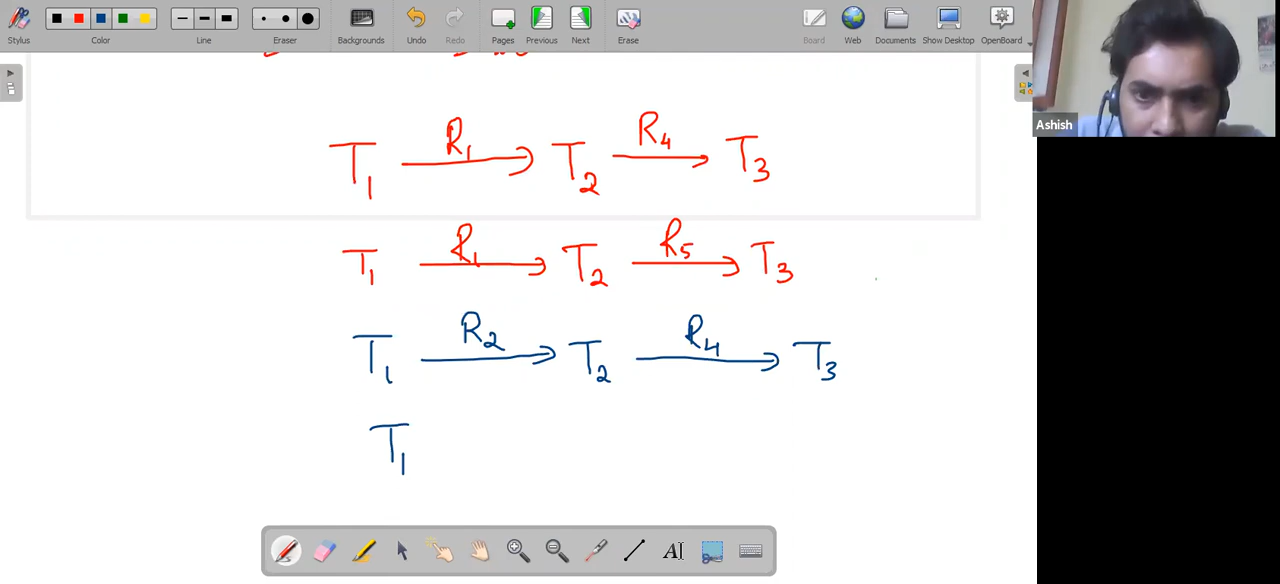 Stylus Color Line Eraser Backgrounds Undo Redo Pages Previous Next Erase Board Web Documents Show Desktop OpenBoard
Ashish
T₁ R₁ → T₂ R₄ → T₃
T₁ R₁ → T₂ R₅ → T₃
T₁ R₂ → T₂ R₄ → T₃
T₁
A